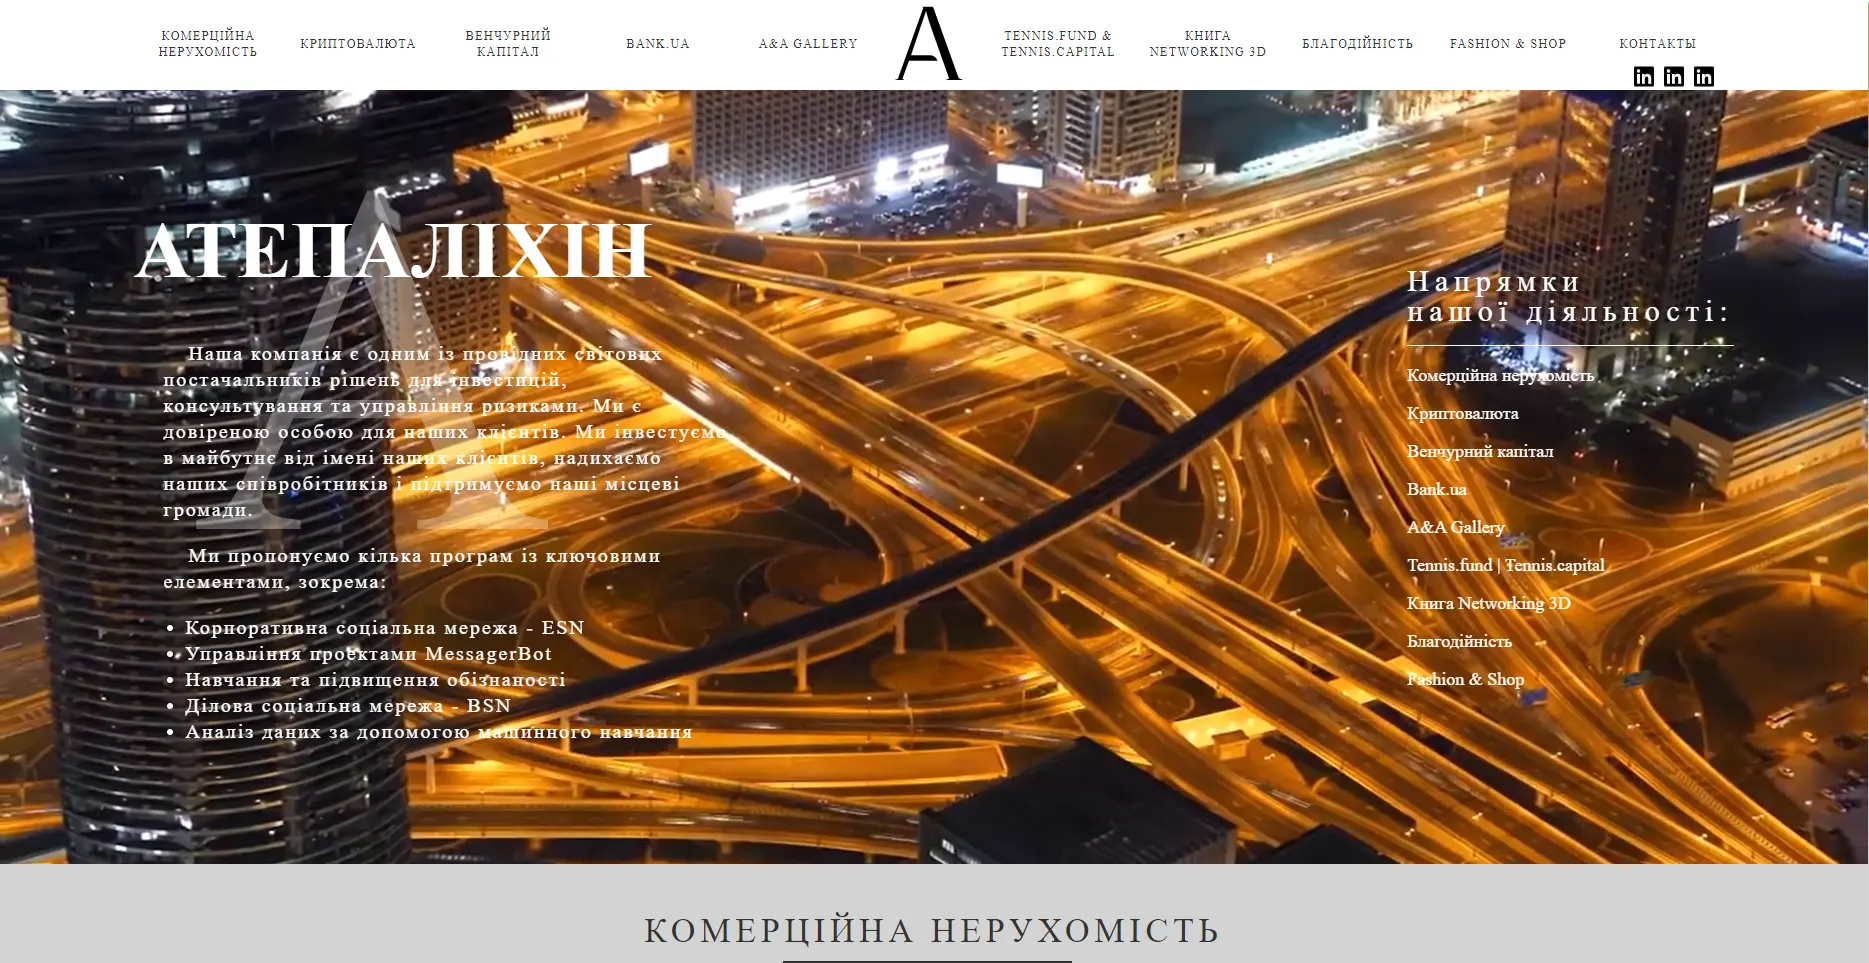 КОМЕРЦІЙНА
НЕРУХОМІСТЬ
КРИПТОВАЛЮТА
ВЕНЧУРНИЙ
КАПІТАЛ
BANK.UA
A&A GALLERY
A
TENNIS.FUND &
TENNIS.CAPITAL
КНИГА
NETWORKING 3D
БЛАГОДІЙНІСТЬ
FASHION & SHOP
КОНТАКТЫ
in in in
A
АТЕПАЛІХІН
Наша компанія є одним із провідних світових
постачальників рішень для інвестицій,
консультування та управління ризиками. Ми є
довіреною особою для наших клієнтів. Ми інвестуємо
в майбутнє від імені наших клієнтів, надихаємо
наших співробітників і підтримуємо наші місцеві
громади.
Ми пропонуємо кілька програм із ключовими
елементами, зокрема:
• Корпоративна соціальна мережа - ESN
• Управління проектами MessagerBot
• Навчання та підвищення обізнаності
• Ділова соціальна мережа - BSN
• Аналіз даних за допомогою машинного навчання
Напрямки
нашої діяльності:
Комерційна нерухомість
Криптовалюта
Венчурний капітал
Bank.ua
A&A Gallery
Tennis.fund | Tennis.capital
Книга Networking 3D
Благодійність
Fashion & Shop
КОМЕРЦІЙНА НЕРУХОМІСТЬ